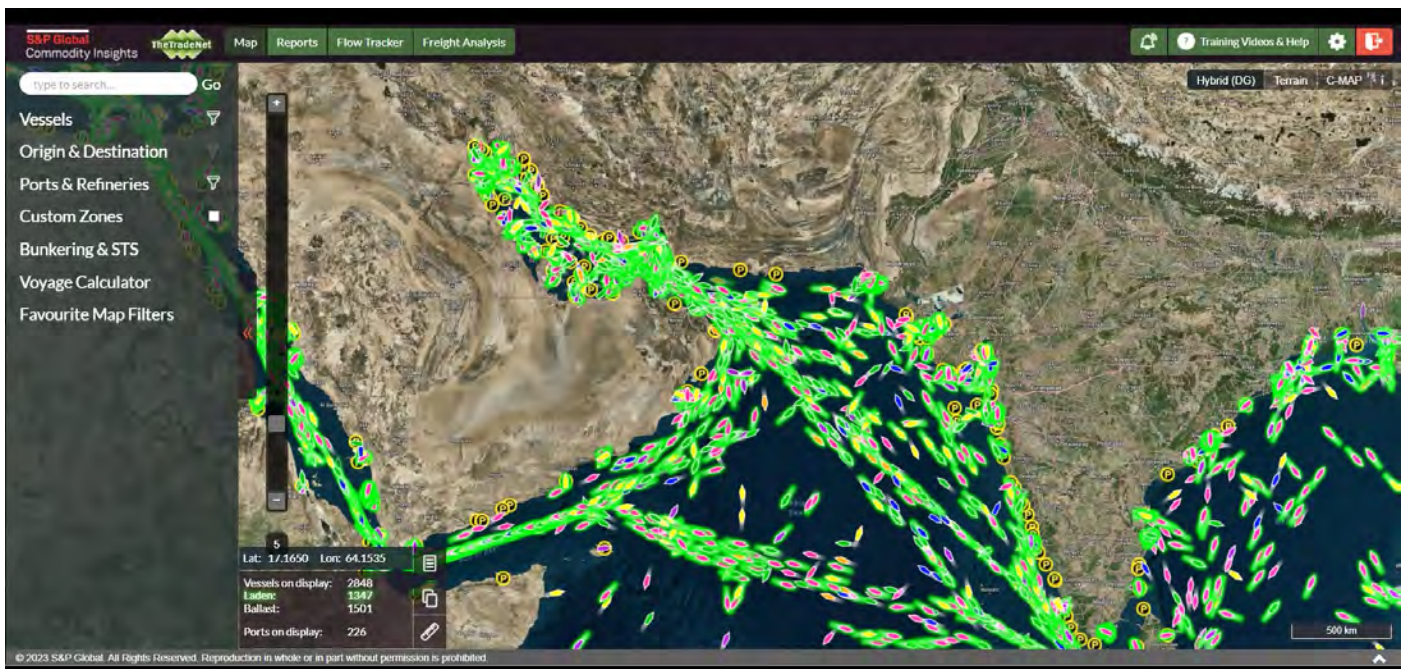 S&P Global
Commodity Insights
TheTradeNet
Map
Reports
Flow Tracker
Freight Analysis
? Training Videos & Help
type to search...
Go
Hybrid (DG)
Terrain
C-MAP
i
Vessels
Origin & Destination
Ports & Refineries
Custom Zones
Bunkering & STS
Voyage Calculator
Favourite Map Filters
+
−
5
Lat: 17.1650 Lon: 64.1535
Vessels on display: 2848
Laden: 1347
Ballast: 1501
Ports on display: 226
500 km
© 2023 S&P Global. All Rights Reserved. Reproduction in whole or in part without permission is prohibited.